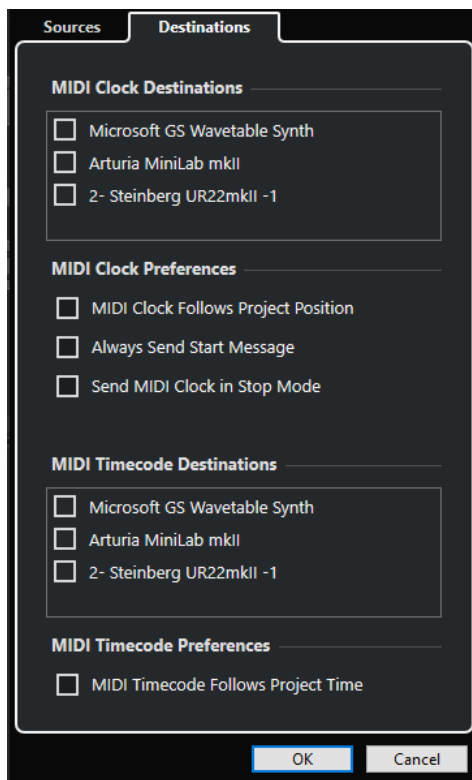 Sources
Destinations
MIDI Clock Destinations
Microsoft GS Wavetable Synth
Arturia MiniLab mkII
2- Steinberg UR22mkII -1
MIDI Clock Preferences
MIDI Clock Follows Project Position
Always Send Start Message
Send MIDI Clock in Stop Mode
MIDI Timecode Destinations
Microsoft GS Wavetable Synth
Arturia MiniLab mkII
2- Steinberg UR22mkII -1
MIDI Timecode Preferences
MIDI Timecode Follows Project Time
OK
Cancel